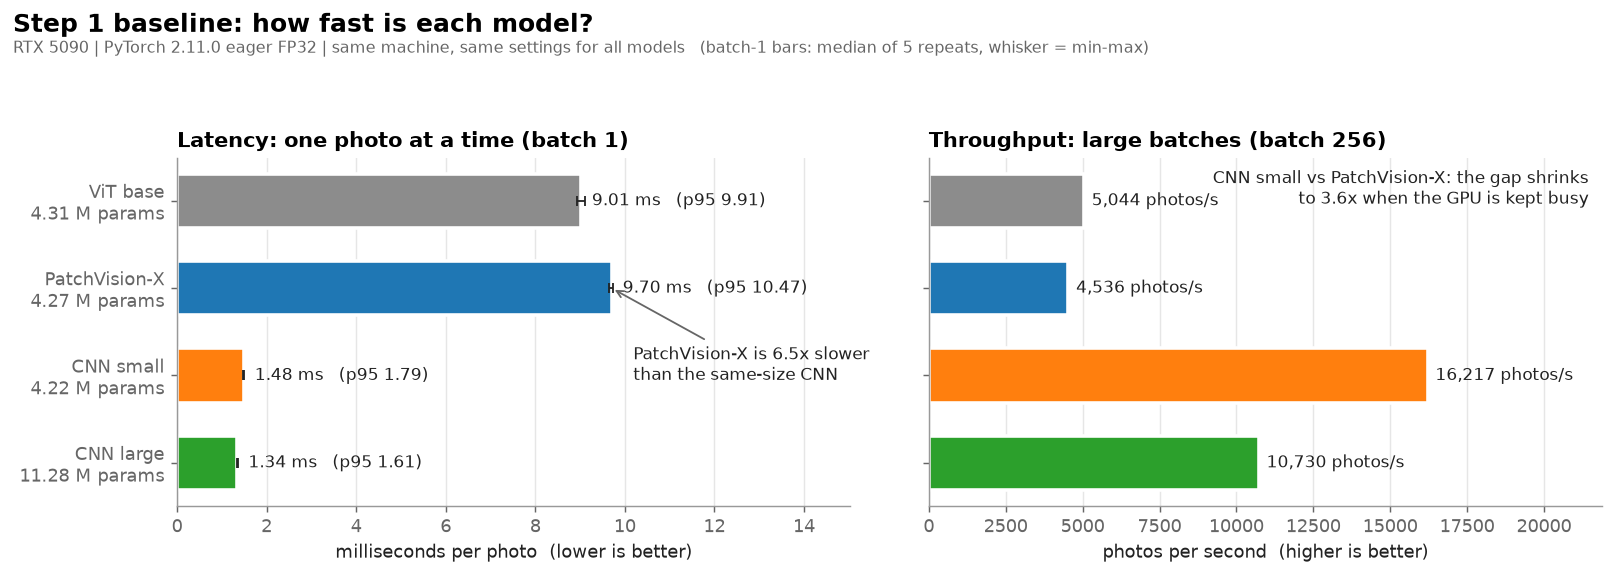 Step 1 baseline: how fast is each model?
RTX 5090 | PyTorch 2.11.0 eager FP32 | same machine, same settings for all models   (batch-1 bars: median of 5 repeats, whisker = min-max)
Latency: one photo at a time (batch 1)
ViT base
4.31 M params
9.01 ms   (p95 9.91)
PatchVision-X
4.27 M params
9.70 ms   (p95 10.47)
PatchVision-X is 6.5x slower
than the same-size CNN
CNN small
4.22 M params
1.48 ms   (p95 1.79)
CNN large
11.28 M params
1.34 ms   (p95 1.61)
0 2 4 6 8 10 12 14
milliseconds per photo  (lower is better)
Throughput: large batches (batch 256)
CNN small vs PatchVision-X: the gap shrinks
to 3.6x when the GPU is kept busy
5,044 photos/s
4,536 photos/s
16,217 photos/s
10,730 photos/s
0 2500 5000 7500 10000 12500 15000 17500 20000
photos per second  (higher is better)